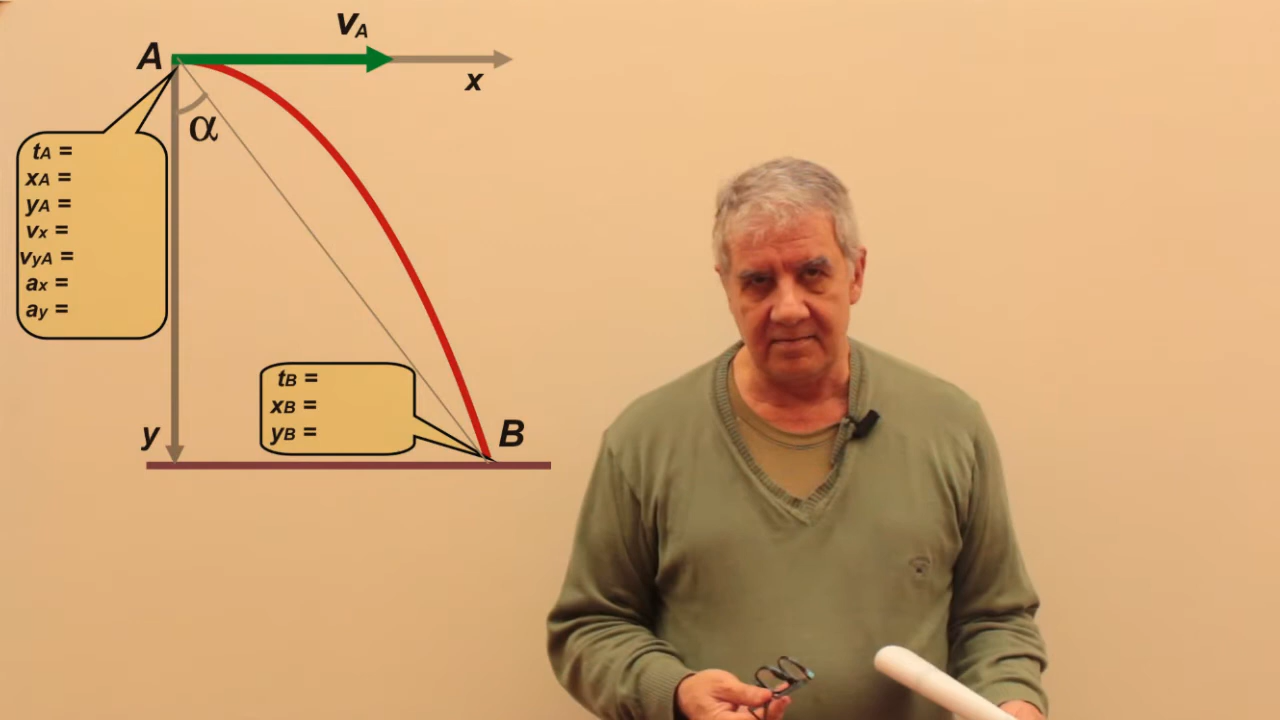 vA
A
x
α
tA =
xA =
yA =
vx =
vyA =
ax =
ay =
tB =
xB =
yB =
y
B